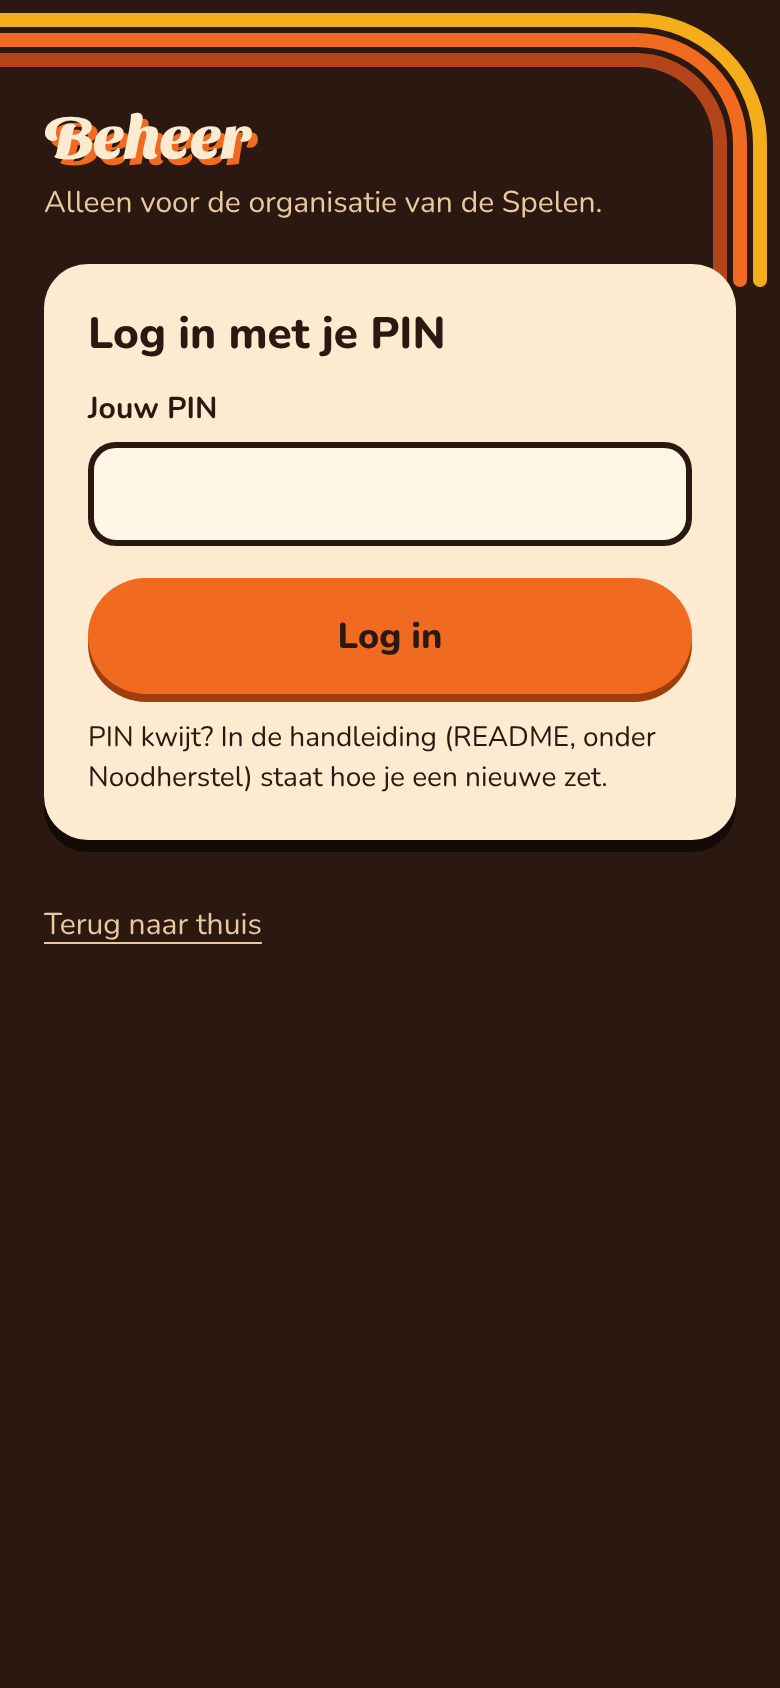 Beheer
Alleen voor de organisatie van de Spelen.
Log in met je PIN
Jouw PIN
Log in
PIN kwijt? In de handleiding (README, onder
Noodherstel) staat hoe je een nieuwe zet.
Terug naar thuis